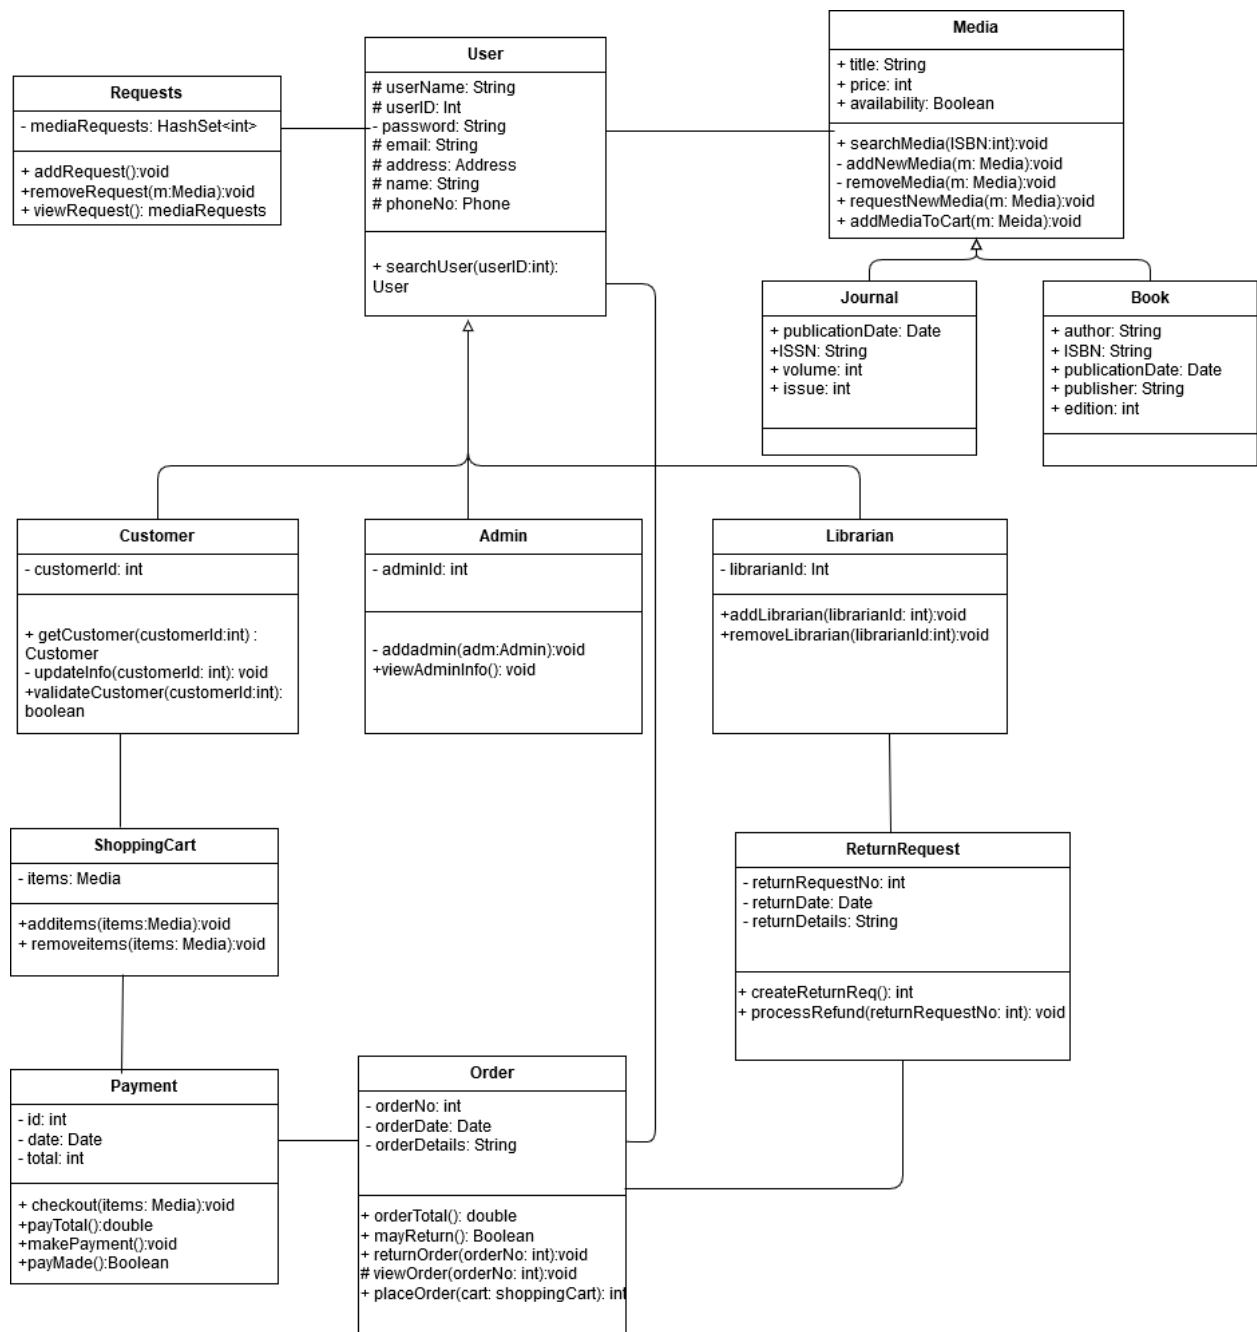 Media
+ title: String
+ price: int
+ availability: Boolean
+ searchMedia(ISBN:int):void
- addNewMedia(m: Media):void
- removeMedia(m: Media):void
+ requestNewMedia(m: Media):void
+ addMediaToCart(m: Meida):void
User
# userName: String
# userID: Int
- password: String
# email: String
# address: Address
# name: String
# phoneNo: Phone
+ searchUser(userID:int):
User
Requests
- mediaRequests: HashSet<int>
+ addRequest():void
+removeRequest(m:Media):void
+ viewRequest(): mediaRequests
Journal
+ publicationDate: Date
+ISSN: String
+ volume: int
+ issue: int
Book
+ author: String
+ ISBN: String
+ publicationDate: Date
+ publisher: String
+ edition: int
Customer
- customerId: int
+ getCustomer(customerId:int) :
Customer
- updateInfo(customerId: int): void
+validateCustomer(customerId:int):
boolean
Admin
- adminId: int
- addadmin(adm:Admin):void
+viewAdminInfo(): void
Librarian
- librarianId: Int
+addLibrarian(librarianId: int):void
+removeLibrarian(librarianId:int):void
ShoppingCart
- items: Media
+additems(items:Media):void
+ removeitems(items: Media):void
ReturnRequest
- returnRequestNo: int
- returnDate: Date
- returnDetails: String
+ createReturnReq(): int
+ processRefund(returnRequestNo: int): void
Payment
- id: int
- date: Date
- total: int
+ checkout(items: Media):void
+payTotal():double
+makePayment():void
+payMade():Boolean
Order
- orderNo: int
- orderDate: Date
- orderDetails: String
+ orderTotal(): double
+ mayReturn(): Boolean
+ returnOrder(orderNo: int):void
# viewOrder(orderNo: int):void
+ placeOrder(cart: shoppingCart): int